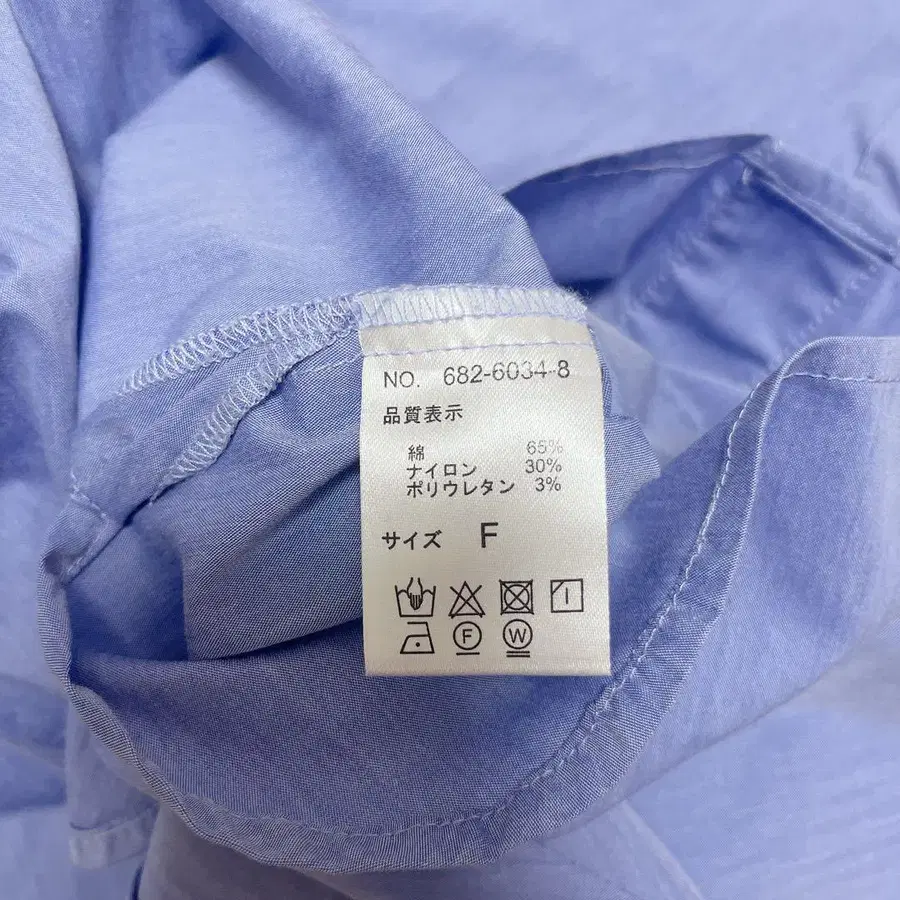 NO. 682-6034-8
品質表示
綿 65%
ナイロン 30%
ポリウレタン 3%
サイズ F
F W